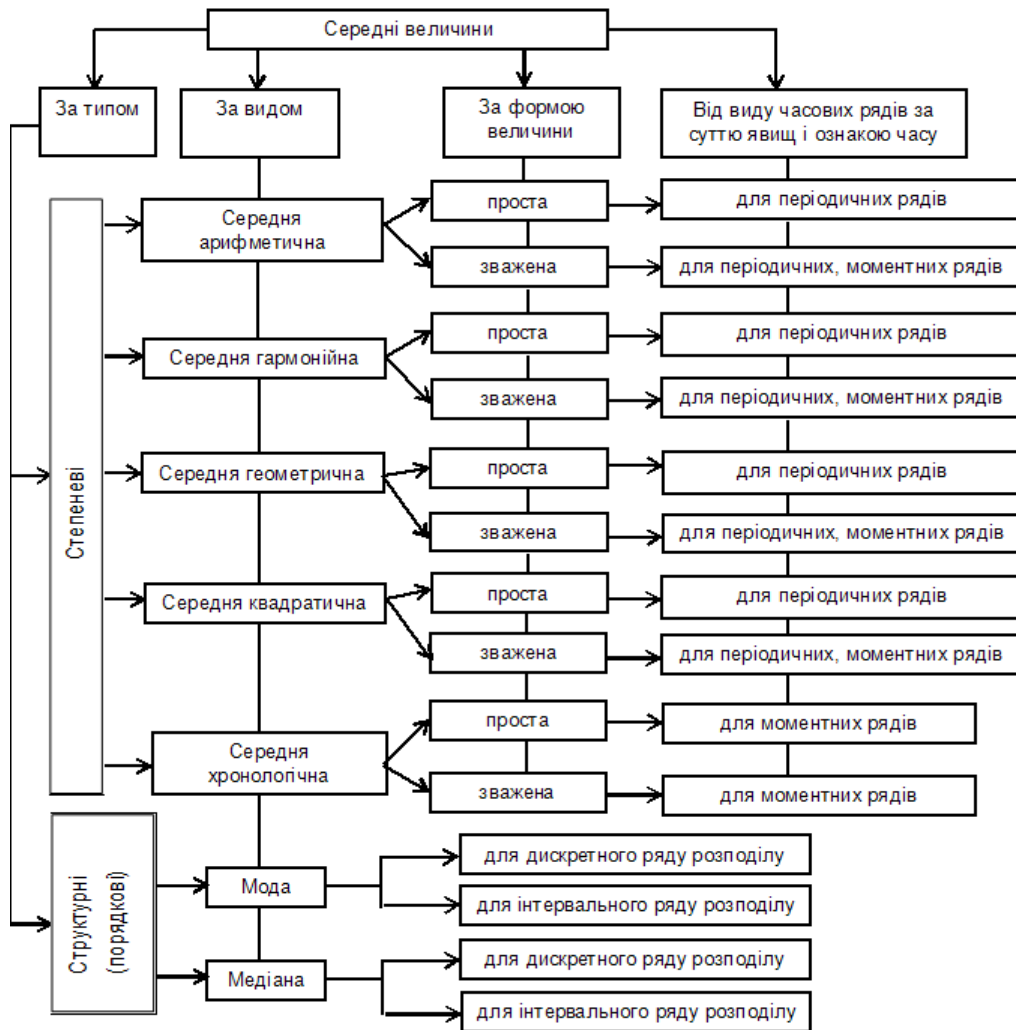 Середні величини
За типом
За видом
За формою
величини
Від виду часових рядів за
суттю явищ і ознакою часу
Степеневі
Середня
арифметична
проста
для періодичних рядів
зважена
для періодичних, моментних рядів
Середня гармонійна
проста
для періодичних рядів
зважена
для періодичних, моментних рядів
Середня геометрична
проста
для періодичних рядів
зважена
для періодичних, моментних рядів
Середня квадратична
проста
для періодичних рядів
зважена
для періодичних, моментних рядів
Середня
хронологічна
проста
для моментних рядів
зважена
для моментних рядів
Структурні
(порядкові)
Мода
для дискретного ряду розподілу
для інтервального ряду розподілу
Медіана
для дискретного ряду розподілу
для інтервального ряду розподілу